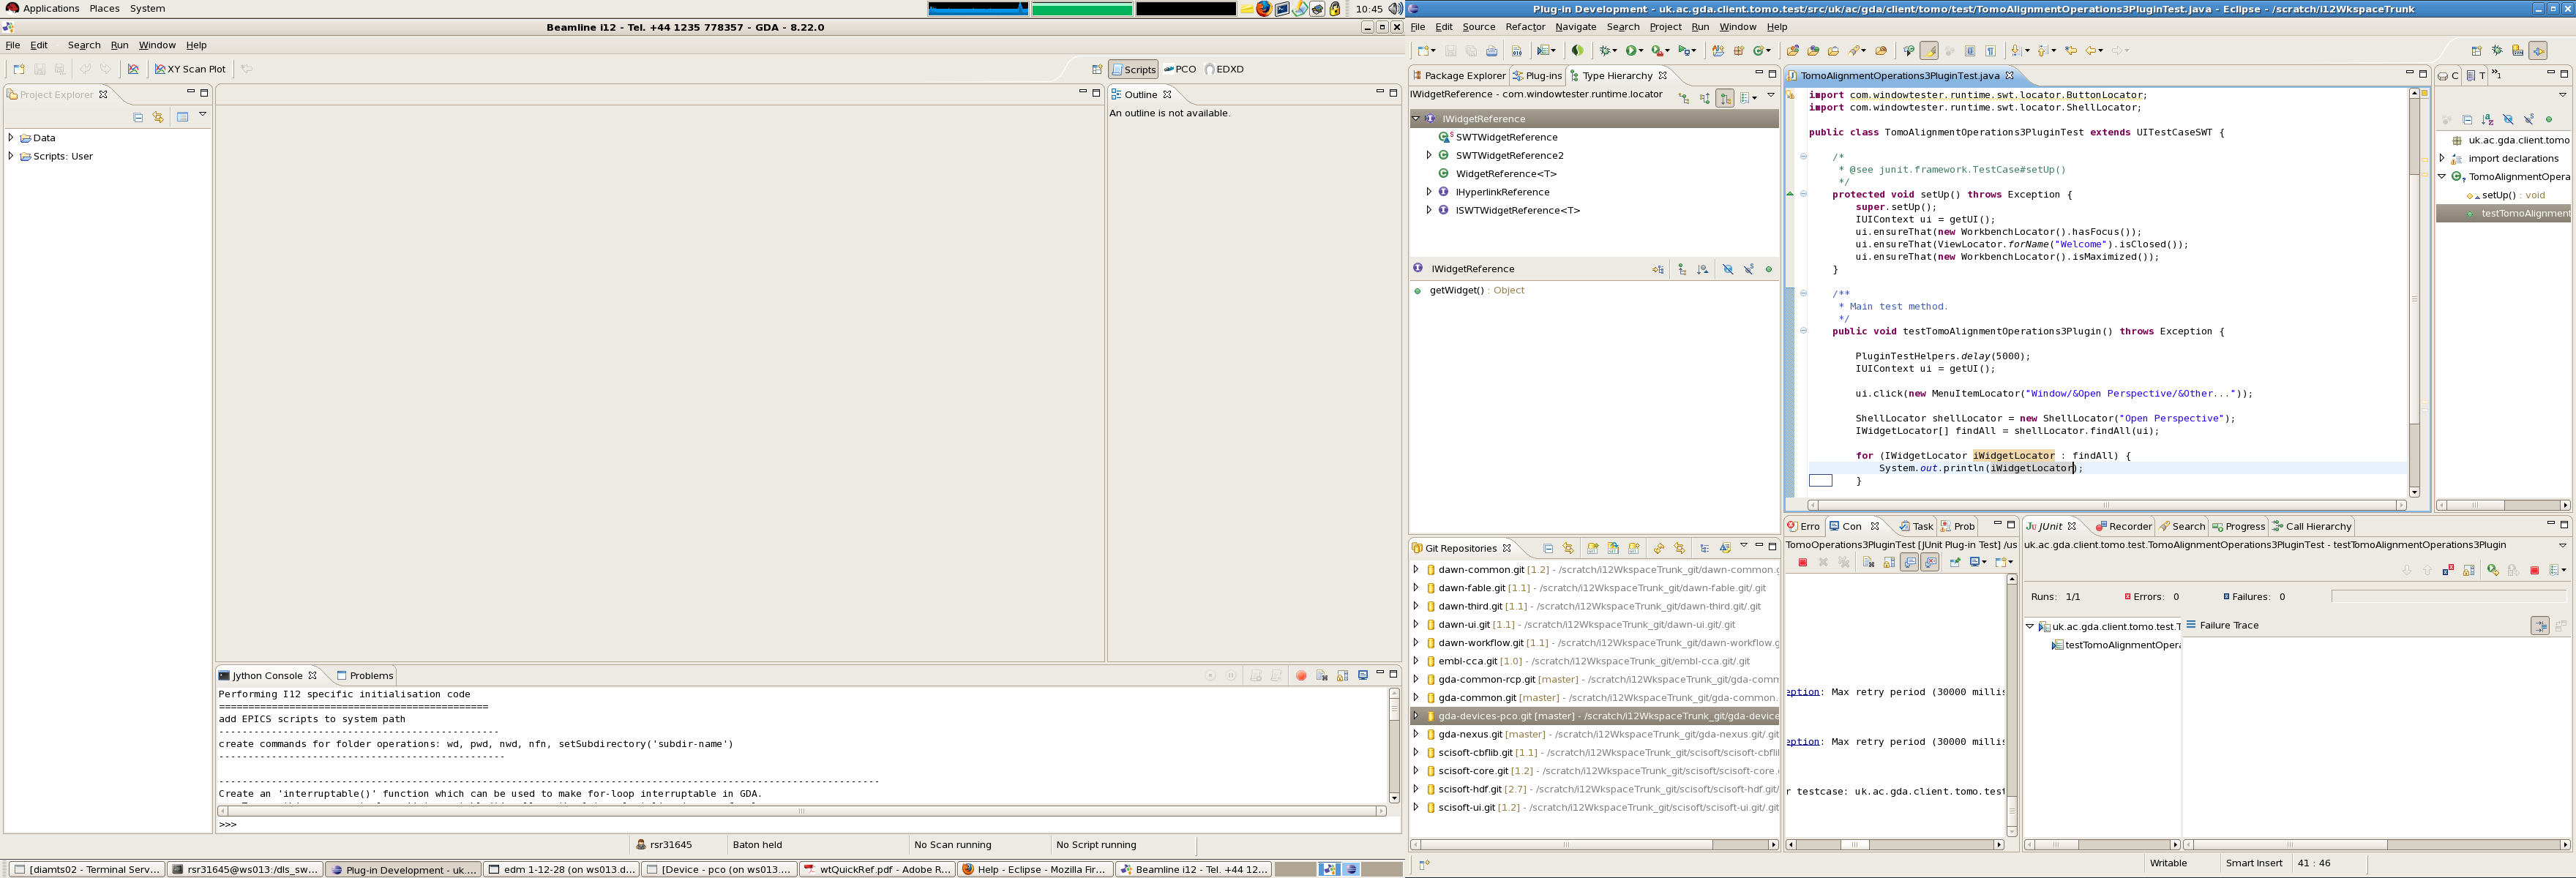 Applications Places System
10:45
Beamline i12 - Tel. +44 1235 778357 - GDA - 8.22.0
File Edit Search Run Window Help
XY Scan Plot
Scripts PCO EDXD
Project Explorer
Data
Scripts: User
Outline
An outline is not available.
Jython Console Problems
Performing I12 specific initialisation code
==============================================
add EPICS scripts to system path
create commands for folder operations: wd, pwd, nwd, nfn, setSubdirectory('subdir-name')
Create an 'interruptable()' function which can be used to make for-loop interruptable in GDA.
>>>
rsr31645 Baton held No Scan running No Script running
[diamts02 - Terminal Serv... rsr31645@ws013:/dls_sw... Plug-in Development - uk.... edm 1-12-28 (on ws013.d... [Device - pco (on ws013.... wtQuickRef.pdf - Adobe R... Help - Eclipse - Mozilla Fir... Beamline i12 - Tel. +44 12...
Plug-in Development - uk.ac.gda.client.tomo.test/src/uk/ac/gda/client/tomo/test/TomoAlignmentOperations3PluginTest.java - Eclipse - /scratch/i12WkspaceTrunk
File Edit Source Refactor Navigate Search Project Run Window Help
Package Explorer Plug-ins Type Hierarchy
IWidgetReference - com.windowtester.runtime.locator
IWidgetReference
SWTWidgetReference
SWTWidgetReference2
WidgetReference<T>
IHyperlinkReference
ISWTWidgetReference<T>
IWidgetReference
getWidget() : Object
Git Repositories
dawn-common.git [1.2] - /scratch/i12WkspaceTrunk_git/dawn-common.g
dawn-fable.git [1.1] - /scratch/i12WkspaceTrunk_git/dawn-fable.git/.git
dawn-third.git [1.1] - /scratch/i12WkspaceTrunk_git/dawn-third.git/.git
dawn-ui.git [1.1] - /scratch/i12WkspaceTrunk_git/dawn-ui.git/.git
dawn-workflow.git [1.1] - /scratch/i12WkspaceTrunk_git/dawn-workflow.g
embl-cca.git [1.0] - /scratch/i12WkspaceTrunk_git/embl-cca.git/.git
gda-common-rcp.git [master] - /scratch/i12WkspaceTrunk_git/gda-comm
gda-common.git [master] - /scratch/i12WkspaceTrunk_git/gda-common.
gda-devices-pco.git [master] - /scratch/i12WkspaceTrunk_git/gda-device
gda-nexus.git [master] - /scratch/i12WkspaceTrunk_git/gda-nexus.git/.git
scisoft-cbflib.git [1.1] - /scratch/i12WkspaceTrunk_git/scisoft/scisoft-cbfli
scisoft-core.git [1.2] - /scratch/i12WkspaceTrunk_git/scisoft/scisoft-core.
scisoft-hdf.git [2.7] - /scratch/i12WkspaceTrunk_git/scisoft/scisoft-hdf.git/
scisoft-ui.git [1.2] - /scratch/i12WkspaceTrunk_git/scisoft/scisoft-ui.git/.git
TomoAlignmentOperations3PluginTest.java
import com.windowtester.runtime.swt.locator.ButtonLocator;
import com.windowtester.runtime.swt.locator.ShellLocator;
public class TomoAlignmentOperations3PluginTest extends UITestCaseSWT {
/*
* @see junit.framework.TestCase#setUp()
*/
protected void setUp() throws Exception {
super.setUp();
IUIContext ui = getUI();
ui.ensureThat(new WorkbenchLocator().hasFocus());
ui.ensureThat(ViewLocator.forName("Welcome").isClosed());
ui.ensureThat(new WorkbenchLocator().isMaximized());
}
/**
* Main test method.
*/
public void testTomoAlignmentOperations3Plugin() throws Exception {
PluginTestHelpers.delay(5000);
IUIContext ui = getUI();
ui.click(new MenuItemLocator("Window/&Open Perspective/&Other..."));
ShellLocator shellLocator = new ShellLocator("Open Perspective");
IWidgetLocator[] findAll = shellLocator.findAll(ui);
for (IWidgetLocator iWidgetLocator : findAll) {
System.out.println(iWidgetLocator);
}
C T
uk.ac.gda.client.tomo
import declarations
TomoAlignmentOpera
setUp() : void
testTomoAlignment
Erro Con Task Prob
TomoOperations3PluginTest [JUnit Plug-in Test] /us
eption: Max retry period (30000 millis
eption: Max retry period (30000 millis
r testcase: uk.ac.gda.client.tomo.test
JUnit Recorder Search Progress Call Hierarchy
uk.ac.gda.client.tomo.test.TomoAlignmentOperations3PluginTest - testTomoAlignmentOperations3Plugin
Runs: 1/1 Errors: 0 Failures: 0
uk.ac.gda.client.tomo.test.T
testTomoAlignmentOpera
Failure Trace
Writable Smart Insert 41 : 46